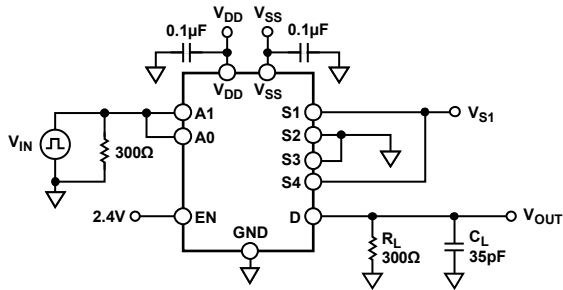 V_DD V_SS
0.1µF 0.1µF
V_DD V_SS
A1 S1 V_S1
A0 S2
V_IN 300Ω
S3
S4
2.4V EN D V_OUT
GND
R_L 300Ω
C_L 35pF